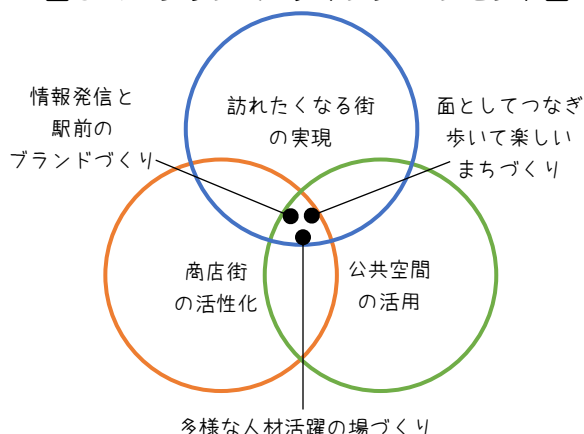 情報発信と
駅前の
ブランドづくり
訪れたくなる街
の実現
面としてつなぎ
歩いて楽しい
まちづくり
商店街
の活性化
公共空間
の活用
多様な人材活躍の場づくり